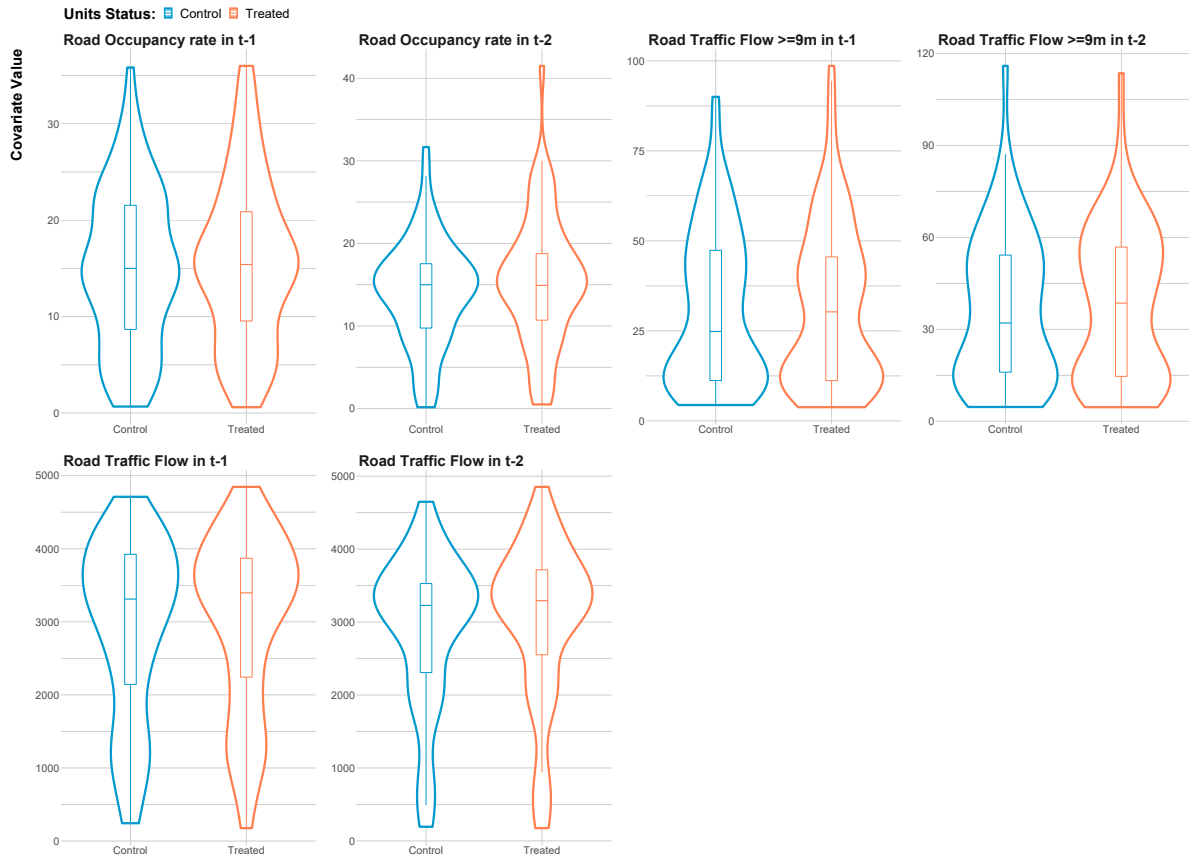 Units Status: Control Treated
Covariate Value
Road Occupancy rate in t-1
30
20
10
0
Control Treated
Road Occupancy rate in t-2
40
30
20
10
0
Control Treated
Road Traffic Flow >=9m in t-1
100
75
50
25
0
Control Treated
Road Traffic Flow >=9m in t-2
120
90
60
30
0
Control Treated
Road Traffic Flow in t-1
5000
4000
3000
2000
1000
0
Control Treated
Road Traffic Flow in t-2
5000
4000
3000
2000
1000
0
Control Treated